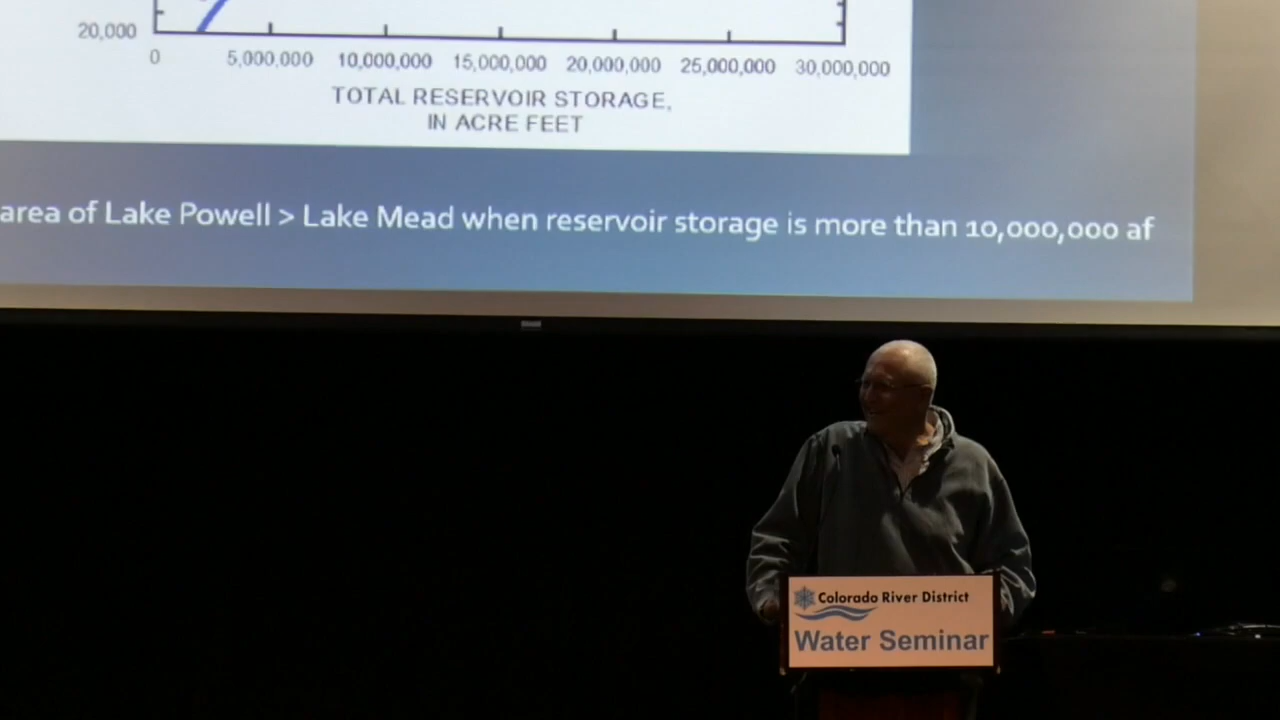 20,000
0 5,000,000 10,000,000 15,000,000 20,000,000 25,000,000 30,000,000
TOTAL RESERVOIR STORAGE,
IN ACRE FEET
area of Lake Powell > Lake Mead when reservoir storage is more than 10,000,000 af
Colorado River District
Water Seminar